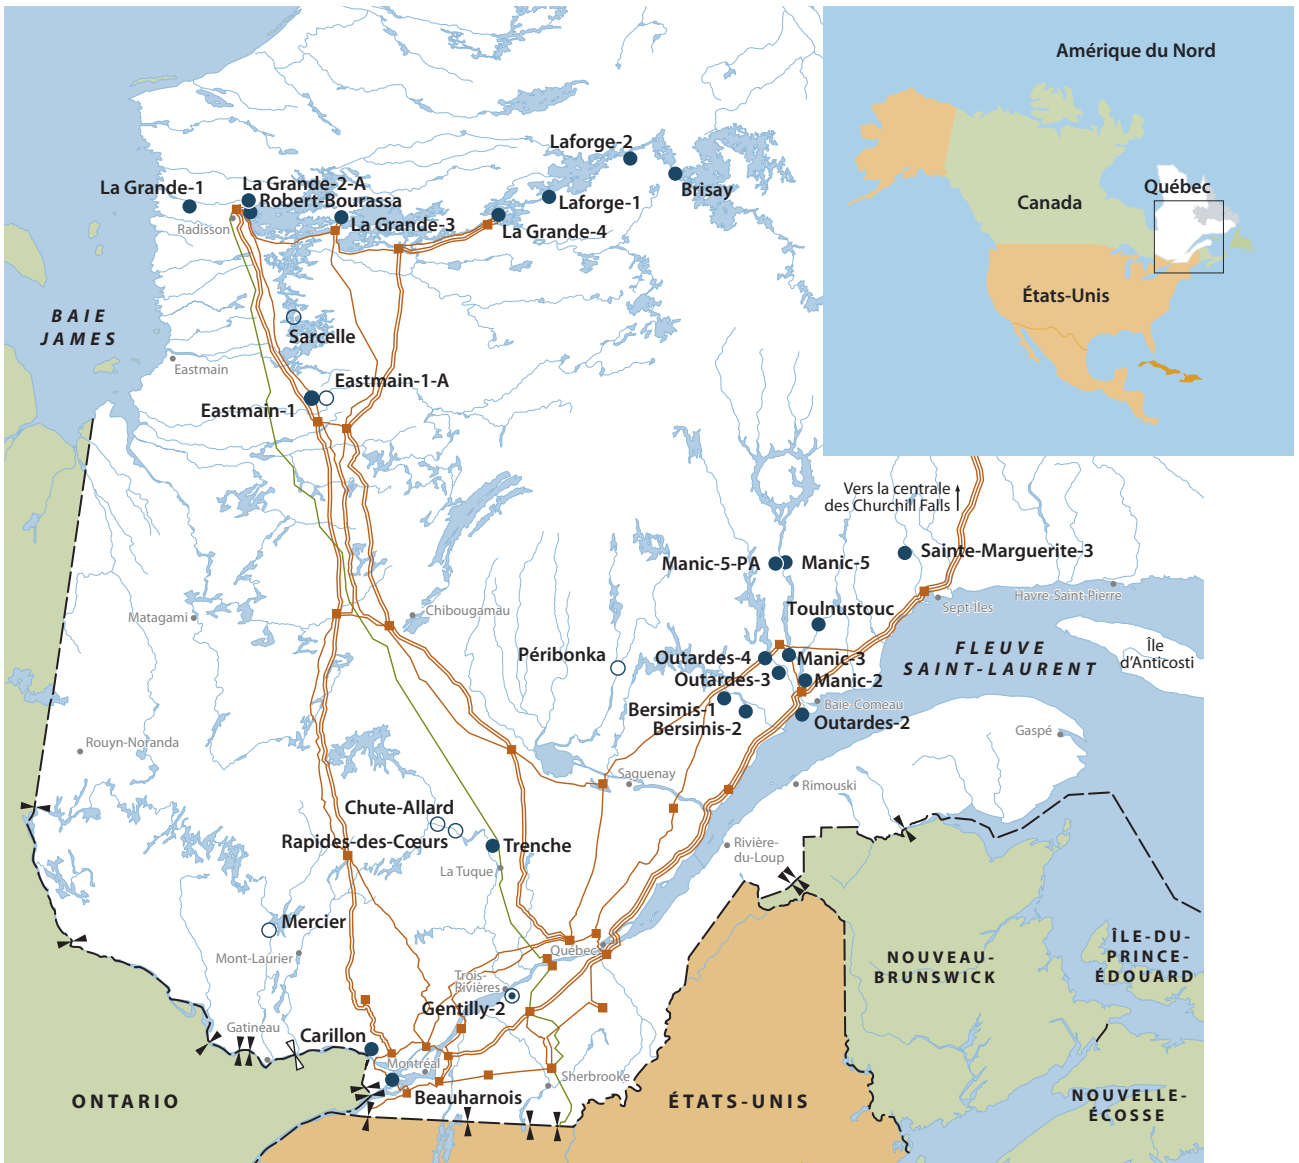 Amérique du Nord
Québec
Canada
États-Unis
Laforge-2
Brisay
La Grande-1
La Grande-2-A
Robert-Bourassa
Laforge-1
La Grande-3
La Grande-4
Radisson
BAIE
JAMES
Sarcelle
Eastmain
Eastmain-1-A
Eastmain-1
Vers la centrale
des Churchill Falls
Manic-5-PA
Manic-5
Sainte-Marguerite-3
Matagami
Chibougamau
Toulnustouc
Sept-Îles
Havre-Saint-Pierre
Péribonka
Outardes-4
Manic-3
Outardes-3
Manic-2
FLEUVE
SAINT-LAURENT
Île
d'Anticosti
Bersimis-1
Bersimis-2
Baie-Comeau
Outardes-2
Rouyn-Noranda
Gaspé
Saguenay
Rimouski
Chute-Allard
Rapides-des-Cœurs
Trenche
La Tuque
Rivière-
du-Loup
Mercier
Mont-Laurier
Québec
Trois-
Rivières
Gentilly-2
NOUVEAU-
BRUNSWICK
ÎLE-DU-
PRINCE-
ÉDOUARD
Gatineau
Carillon
Montréal
Sherbrooke
Beauharnois
ONTARIO
ÉTATS-UNIS
NOUVELLE-
ÉCOSSE